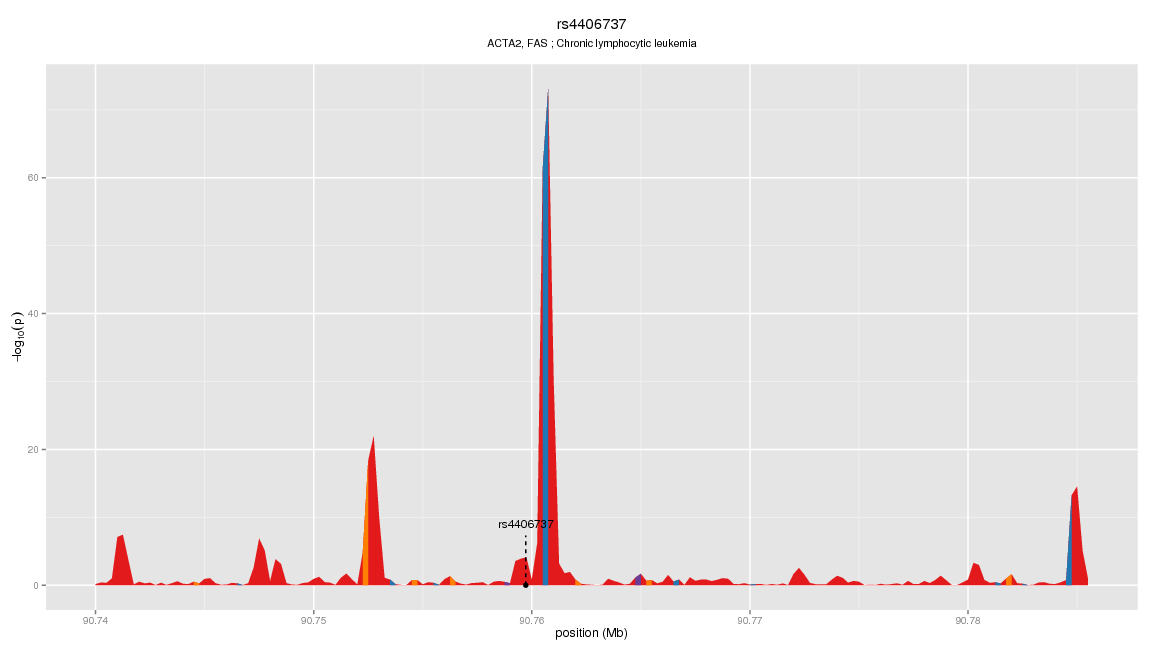 rs4406737
ACTA2, FAS ; Chronic lymphocytic leukemia
60
40
20
0
−log10(p)
rs4406737
90.74
90.75
90.76
90.77
90.78
position (Mb)